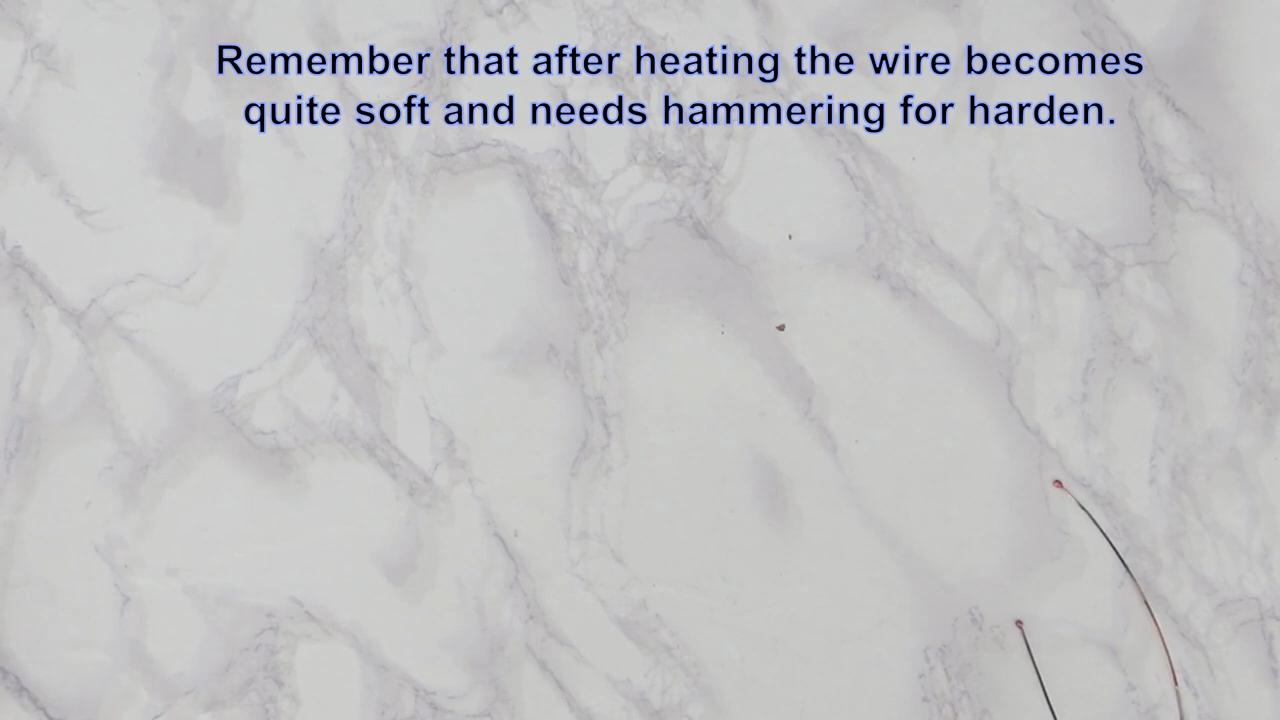 Remember that after heating the wire becomes
quite soft and needs hammering for harden.